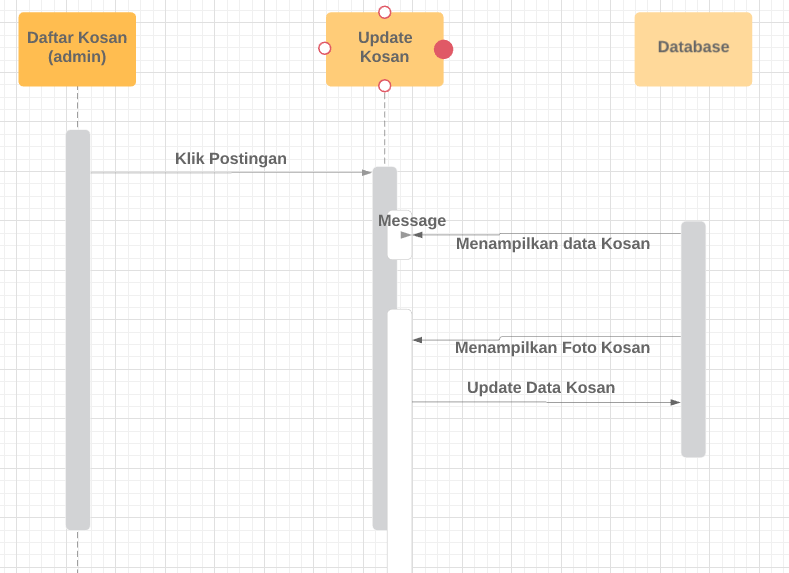 Daftar Kosan
(admin)
Update
Kosan
Database
Klik Postingan
Message
Menampilkan data Kosan
Menampilkan Foto Kosan
Update Data Kosan